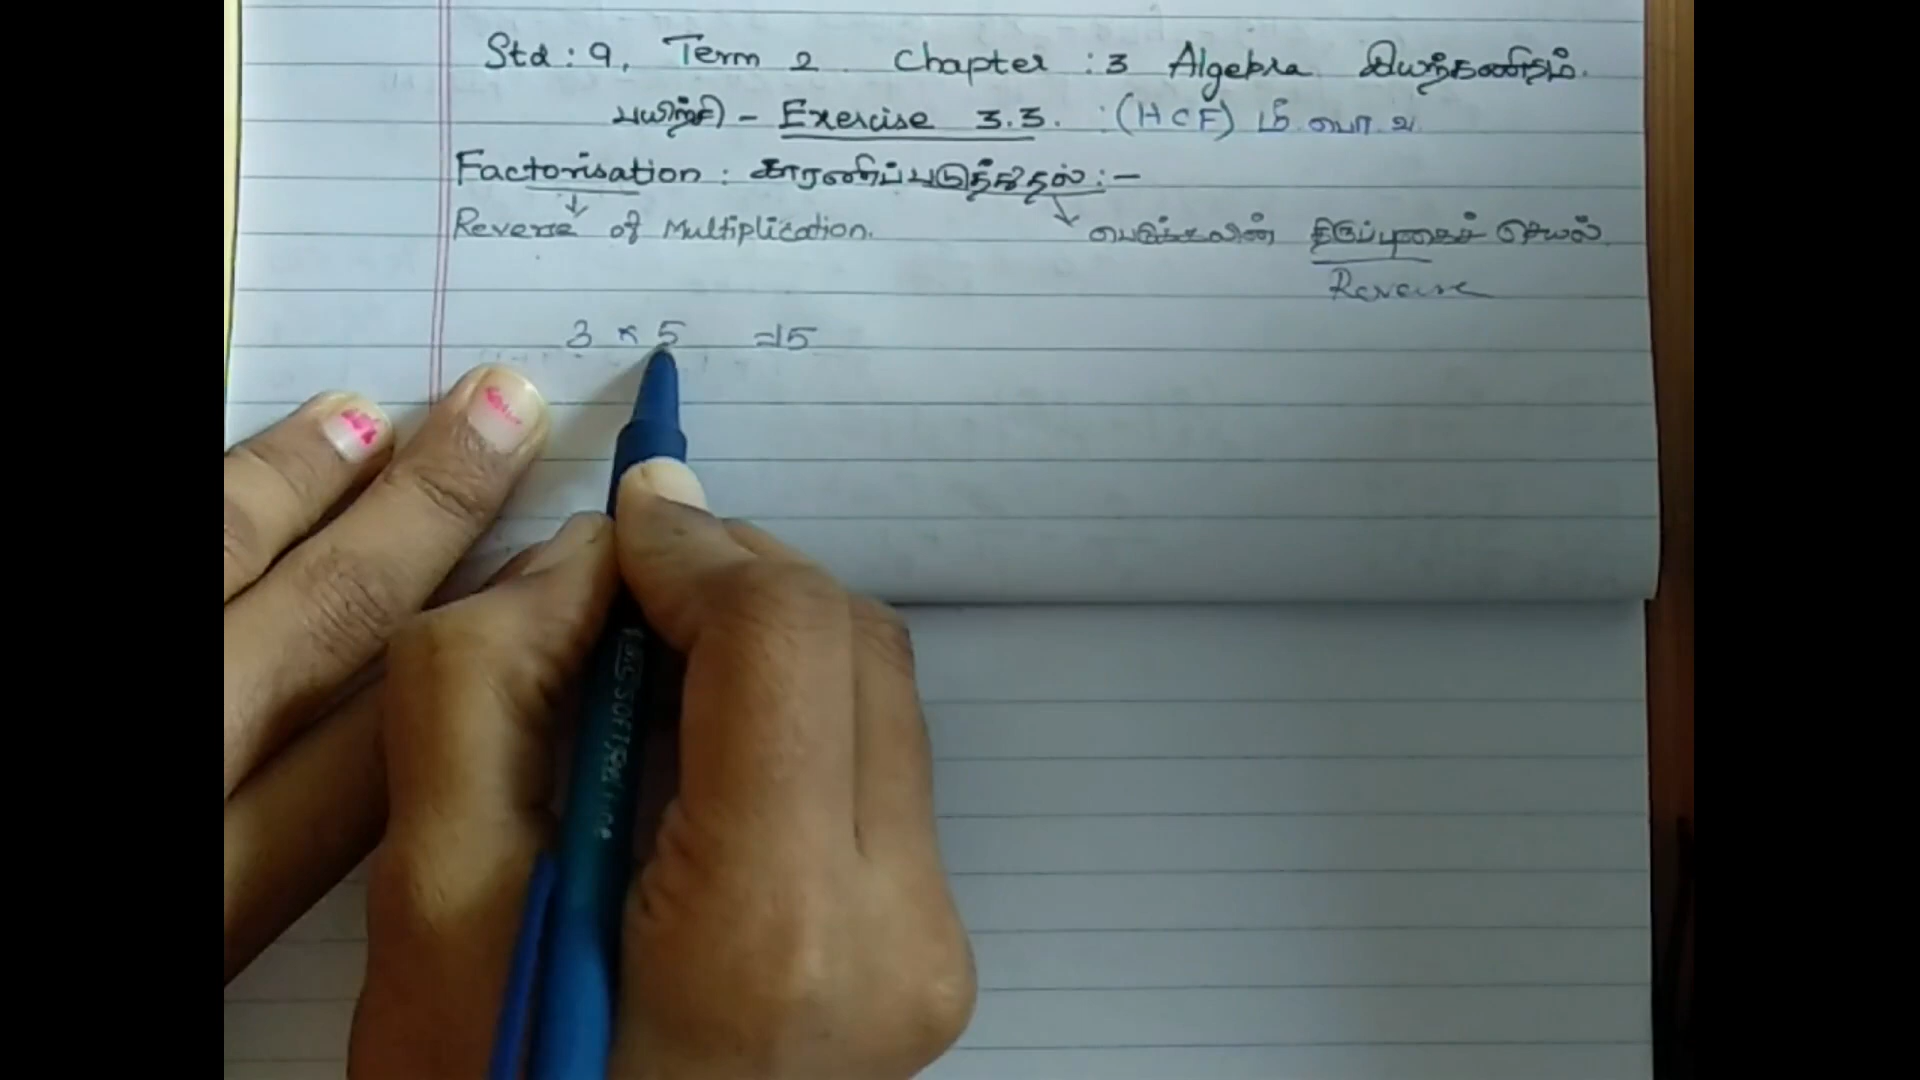 Std : 9, Term 2 Chapter : 3 Algebra இயற்கணிதம்.
பயிற்சி - Exercise 3.3. : (HCF) மீ பொ வ
Factorisation : காரணிப்படுத்துதல் :-
Reverse of Multiplication. பெருக்கலின் திருப்புகைச் செயல்
Reverse
3 × 5 =15